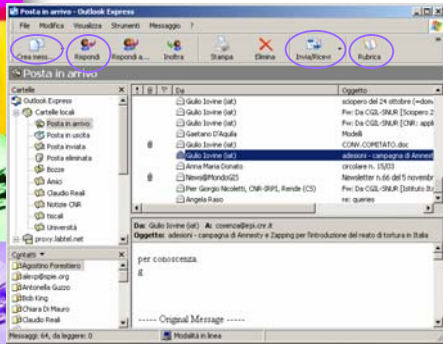 Posta in arrivo - Outlook Express
File Modifica Visualizza Strumenti Messaggio ?
Crea mess... Rispondi Rispondi a... Inoltra Stampa Elimina Invia/Ricevi Rubrica
Posta in arrivo
Cartelle
Outlook Express
Cartelle locali
Posta in arrivo
Posta in uscita
Posta inviata
Posta eliminata
Bozze
Amici
Claudio Reali
Notizie CNR
tiscali
Università
proxy.labtel.net
Contatti
Agostino Forestiero
alexp@spie.org
Antonella Guzzo
Bob King
Chiara Di Mauro
Claudio Reali
! Da Oggetto
Giulio Iovine (iat) sciopero del 24 ottobre (=dom
Giulio Iovine (iat) Fw: Da CGIL-SNUR [Sciopero 2
Giulio Iovine (iat) Fw: Da CGIL-SNUR [CNR: appl
Gaetano D'Aquila Modelli
Giulio Iovine (iat) CONV.COMITATO.doc
Giulio Iovine (iat) adesioni - campagna di Amnest
Anna Maria Donato circolare n. 15/03
News@MondoGIS Newsletter n.66 del 5 novembr
Pier Giorgio Nicoletti, CNR-IRPI, Rende (CS) Fw: Da CGIL-SNUR [Istituto It
Angela Raso re: queries
Da: Giulio Iovine (iat) A: cosenza@epi.cnr.it
Oggetto: adesioni - campagna di Amnesty e Zapping per l'introduzione del reato di tortura in Italia
per conoscenza
g
----- Original Message -----
Messaggi: 64, da leggere: 0 Modalità in linea